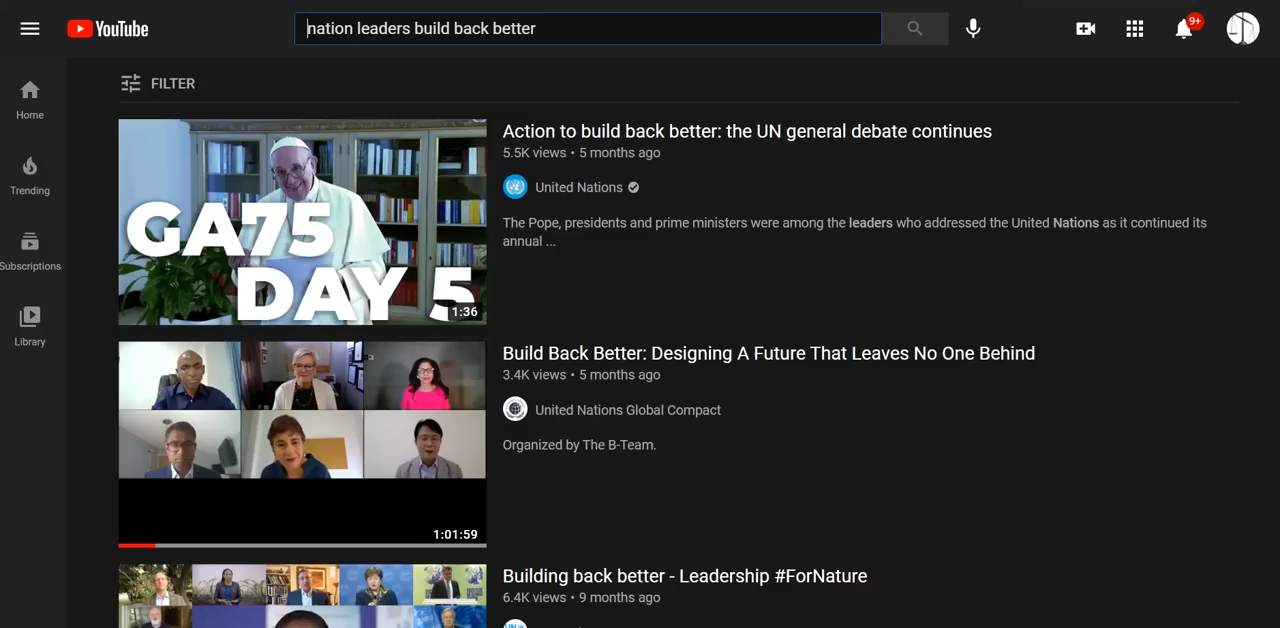 YouTube
nation leaders build back better
9+
Home
Trending
Subscriptions
Library
FILTER
GA75
DAY 5
1:36
Action to build back better: the UN general debate continues
5.5K views • 5 months ago
United Nations
The Pope, presidents and prime ministers were among the leaders who addressed the United Nations as it continued its
annual ...
1:01:59
Build Back Better: Designing A Future That Leaves No One Behind
3.4K views • 5 months ago
United Nations Global Compact
Organized by The B-Team.
Building back better - Leadership #ForNature
6.4K views • 9 months ago